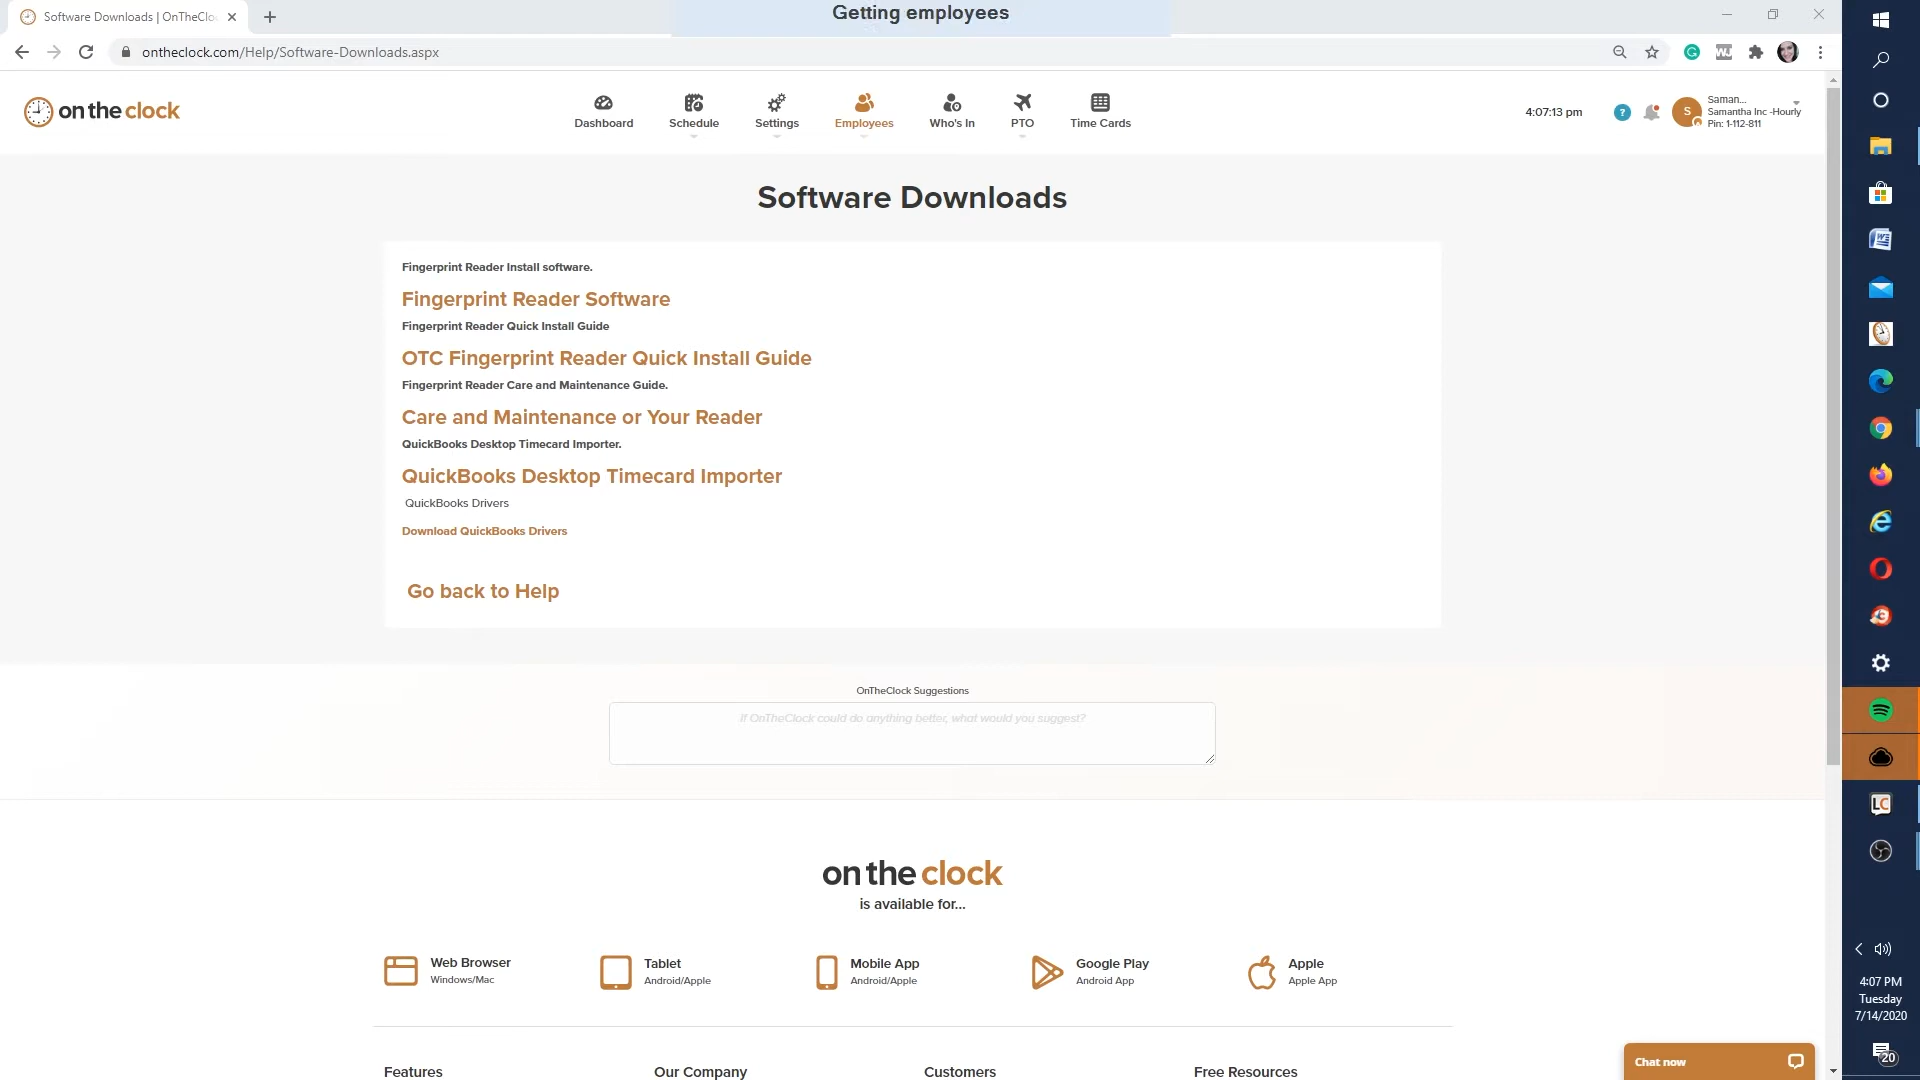 Getting employees
Software Downloads | OnTheClo
ontheclock.com/Help/Software-Downloads.aspx
on the clock
Dashboard
Schedule
Settings
Employees
Who's In
PTO
Time Cards
4:07:13 pm
?
S
Saman...
Samantha Inc -Hourly
Pin: 1-112-811
Software Downloads
Fingerprint Reader Install software.
Fingerprint Reader Software
Fingerprint Reader Quick Install Guide
OTC Fingerprint Reader Quick Install Guide
Fingerprint Reader Care and Maintenance Guide.
Care and Maintenance or Your Reader
QuickBooks Desktop Timecard Importer.
QuickBooks Desktop Timecard Importer
QuickBooks Drivers
Download QuickBooks Drivers
Go back to Help
OnTheClock Suggestions
If OnTheClock could do anything better, what would you suggest?
on the clock
is available for...
Web Browser
Windows/Mac
Tablet
Android/Apple
Mobile App
Android/Apple
Google Play
Android App
Apple
Apple App
Features
Our Company
Customers
Free Resources
Chat now
LC
4:07 PM
Tuesday
7/14/2020
20